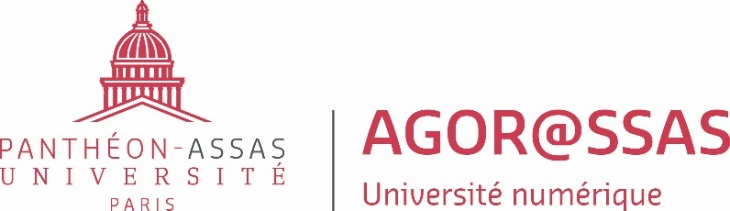 PANTHÉON-ASSAS
UNIVERSITÉ
PARIS
AGOR@SSAS
Université numérique